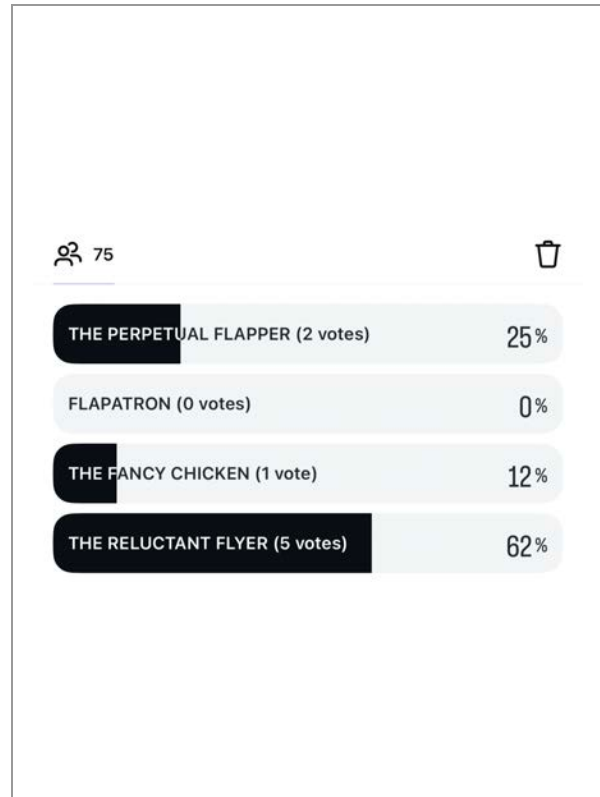 75
THE PERPETUAL FLAPPER (2 votes) 25%
FLAPATRON (0 votes) 0%
THE FANCY CHICKEN (1 vote) 12%
THE RELUCTANT FLYER (5 votes) 62%